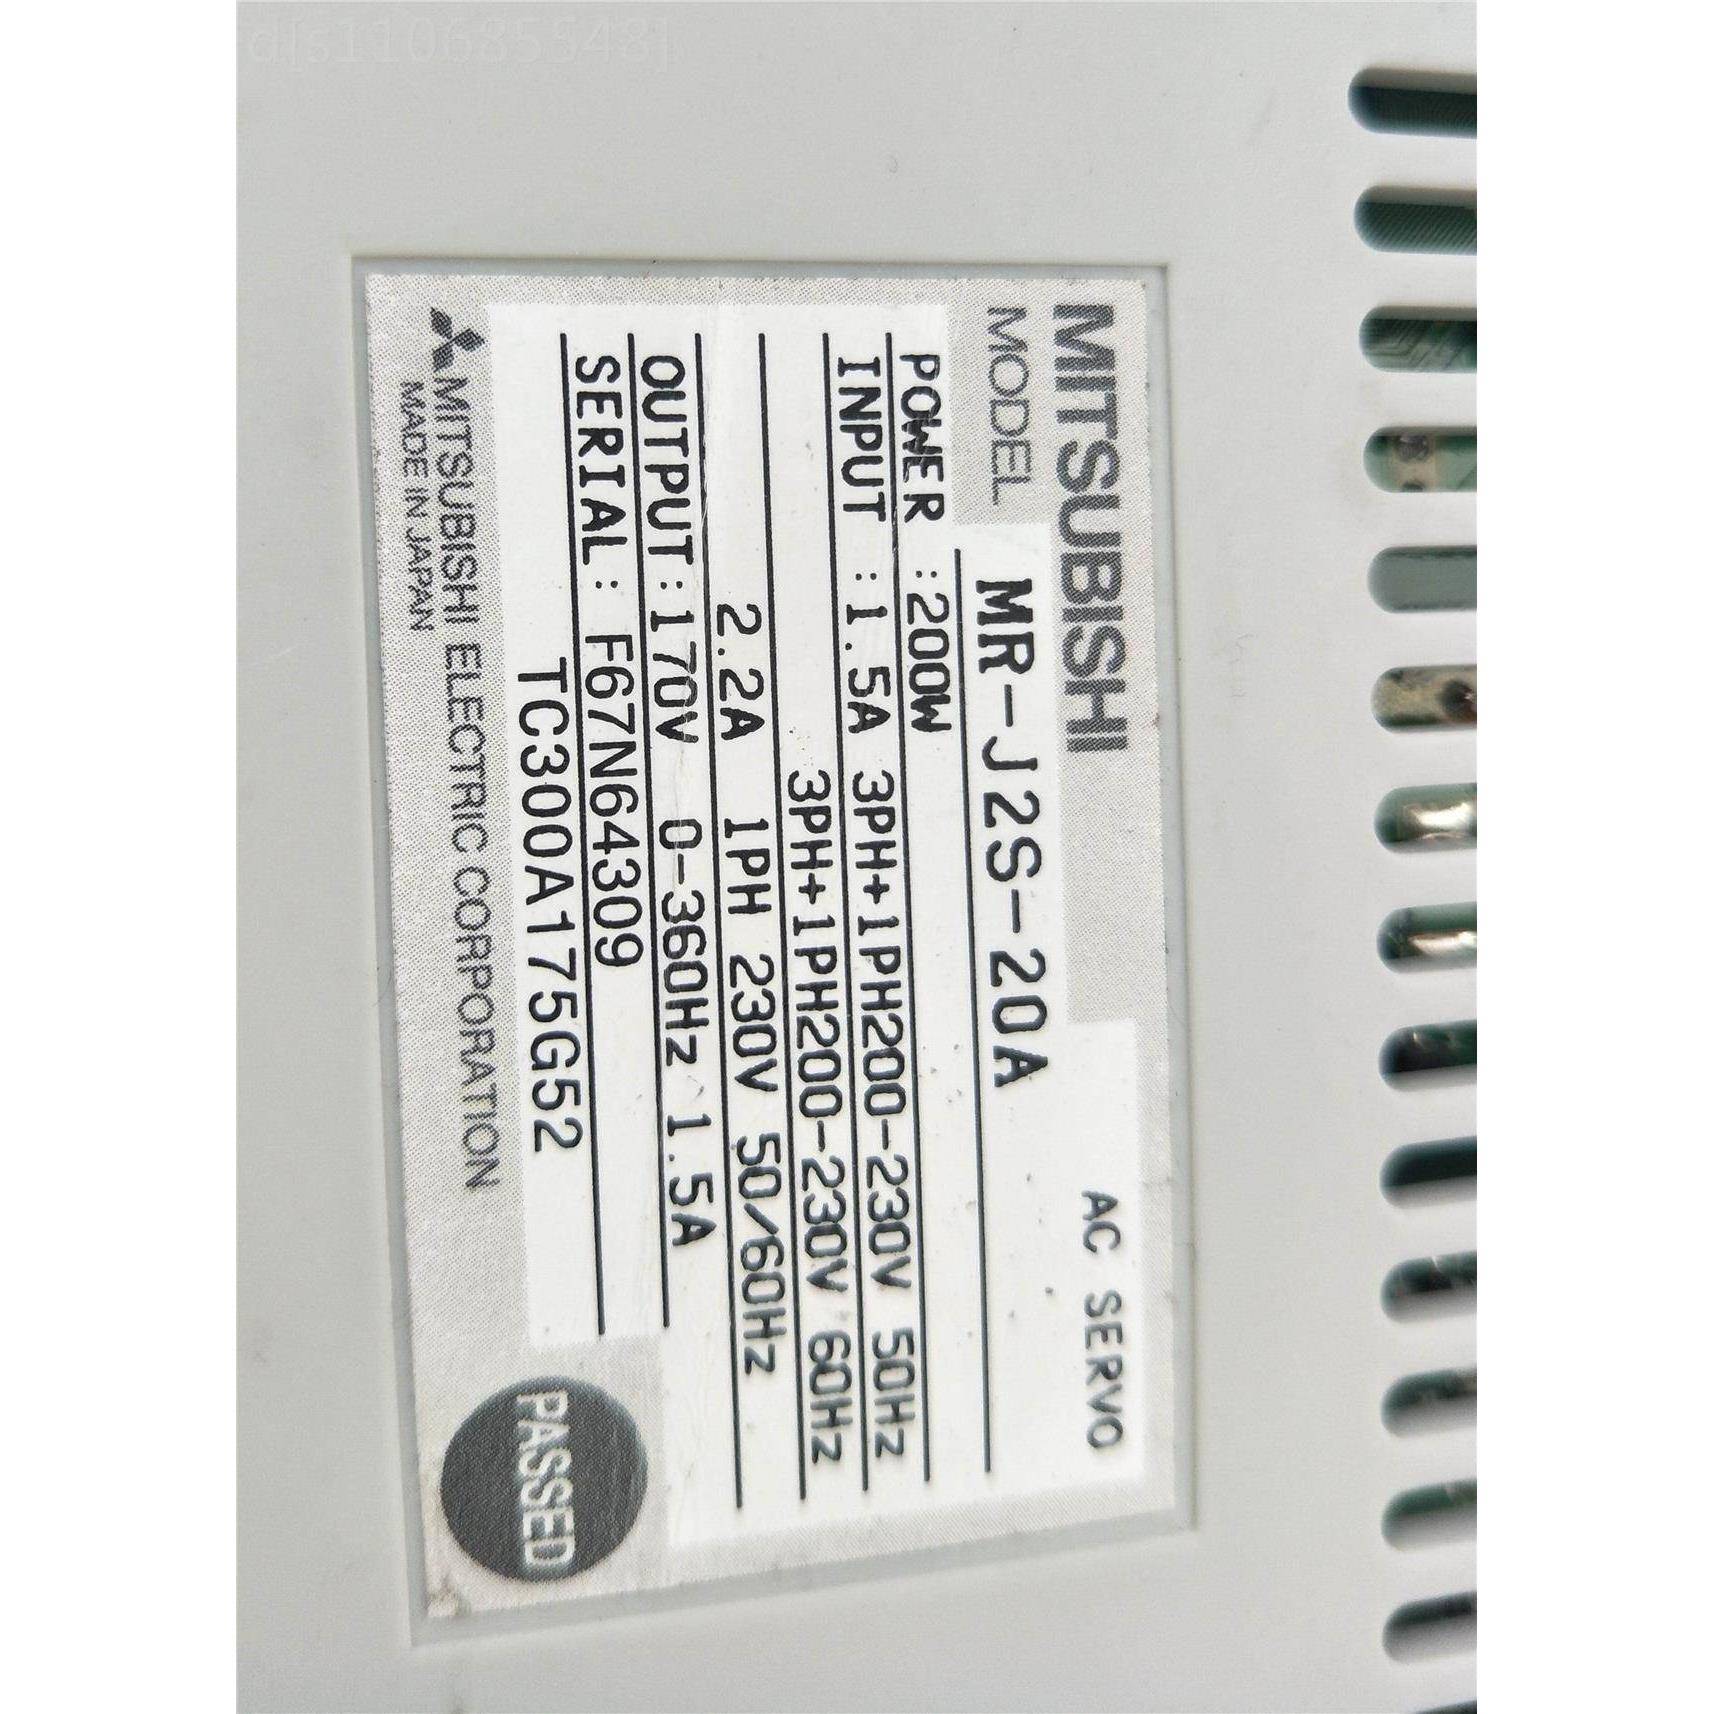 djs110685548j
MITSUBISHI
AC SERVO
MODEL
MR-J2S-20A
POWER :200W
INPUT :1.5A 3PH+1PH200-230V 50Hz
3PH+1PH200-230V 60Hz
2.2A 1PH 230V 50/60Hz
OUTPUT:170V 0-360Hz 1.5A
SERIAL: F67N64309
TC300A175G52
MITSUBISHI ELECTRIC CORPORATION
MADE IN JAPAN
PASSED